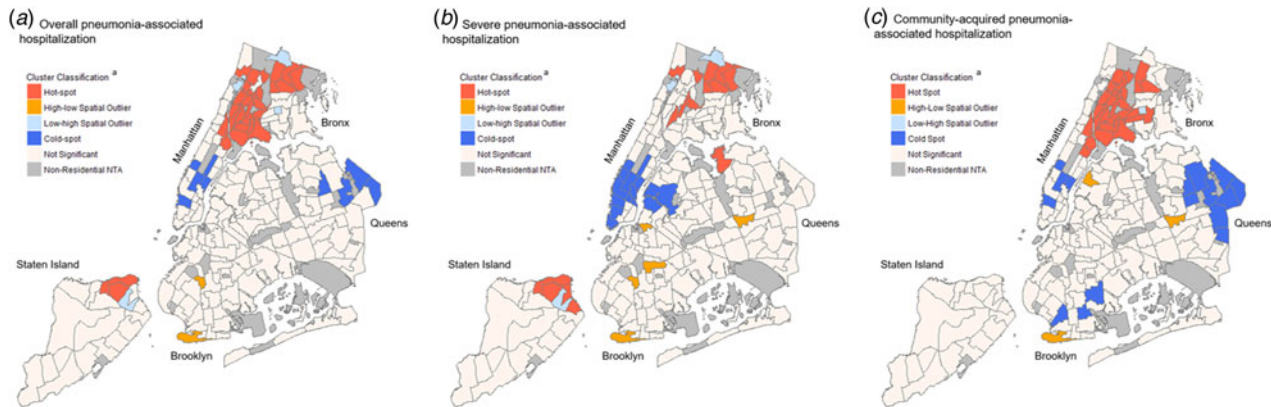 (a) Overall pneumonia-associated
hospitalization
Cluster Classification a
Hot-spot
High-low Spatial Outlier
Low-high Spatial Outlier
Cold-spot
Not Significant
Non-Residential NTA
Manhattan
Bronx
Queens
Staten Island
Brooklyn
(b) Severe pneumonia-associated
hospitalization
Cluster Classification a
Hot-spot
High-low Spatial Outlier
Low-high Spatial Outlier
Cold-spot
Not Significant
Non-Residential NTA
Manhattan
Bronx
Queens
Staten Island
Brooklyn
(c) Community-acquired pneumonia-
associated hospitalization
Cluster Classification a
Hot Spot
High-Low Spatial Outlier
Low-High Spatial Outlier
Cold Spot
Not Significant
Non-Residential NTA
Manhattan
Bronx
Queens
Staten Island
Brooklyn